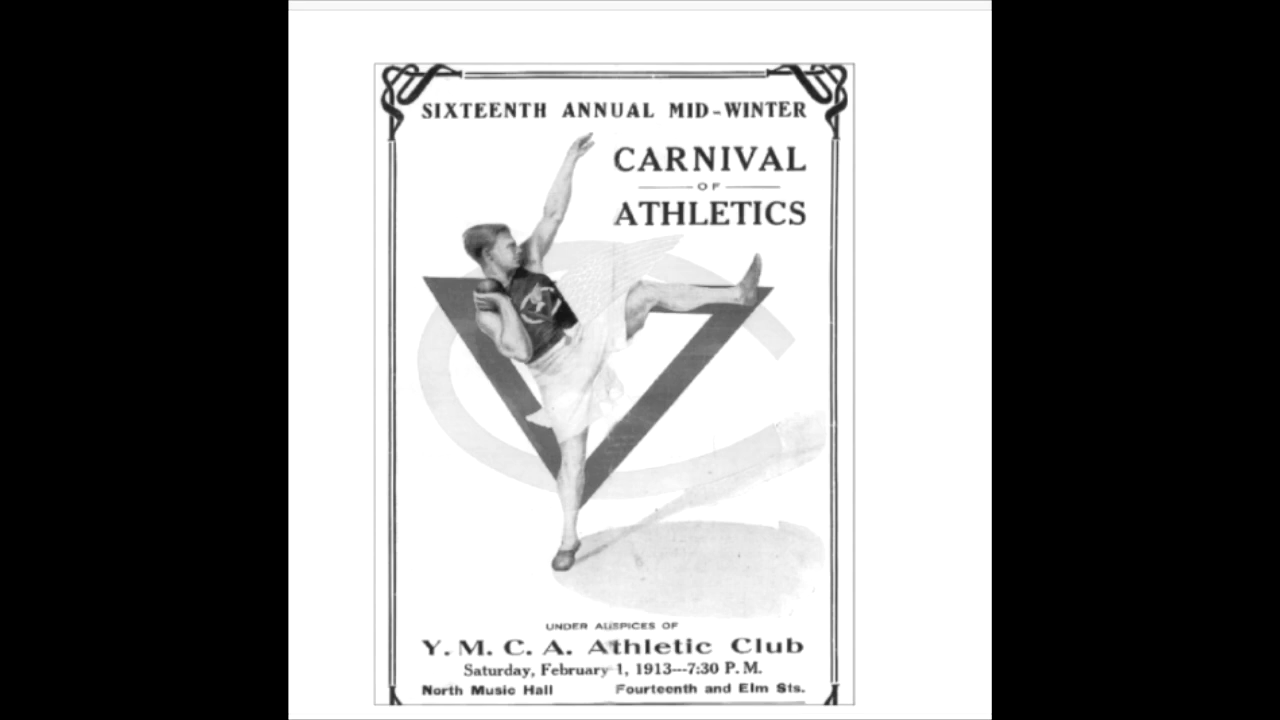 SIXTEENTH ANNUAL MID-WINTER
CARNIVAL
OF
ATHLETICS
UNDER AUSPICES OF
Y. M. C. A. Athletic Club
Saturday, February 1, 1913---7:30 P. M.
North Music Hall Fourteenth and Elm Sts.